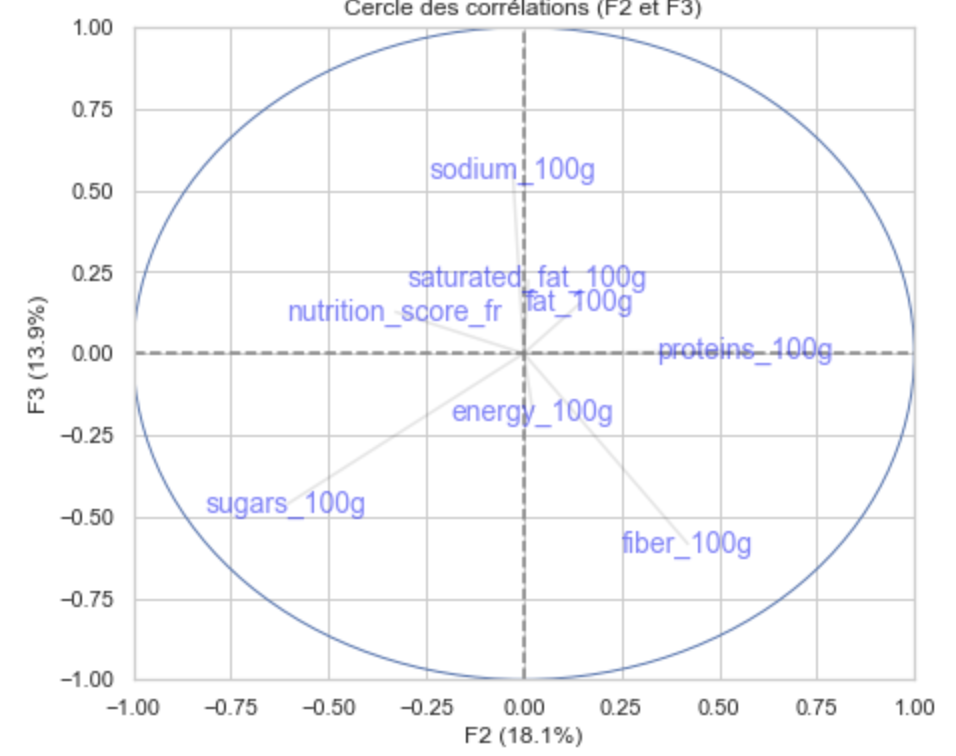 Cercle des corrélations (F2 et F3)
1.00
0.75
0.50
0.25
0.00
−0.25
−0.50
−0.75
−1.00
F3 (13.9%)
sodium_100g
saturated_fat_100g
fat_100g
nutrition_score_fr
proteins_100g
energy_100g
sugars_100g
fiber_100g
−1.00 −0.75 −0.50 −0.25 0.00 0.25 0.50 0.75 1.00
F2 (18.1%)